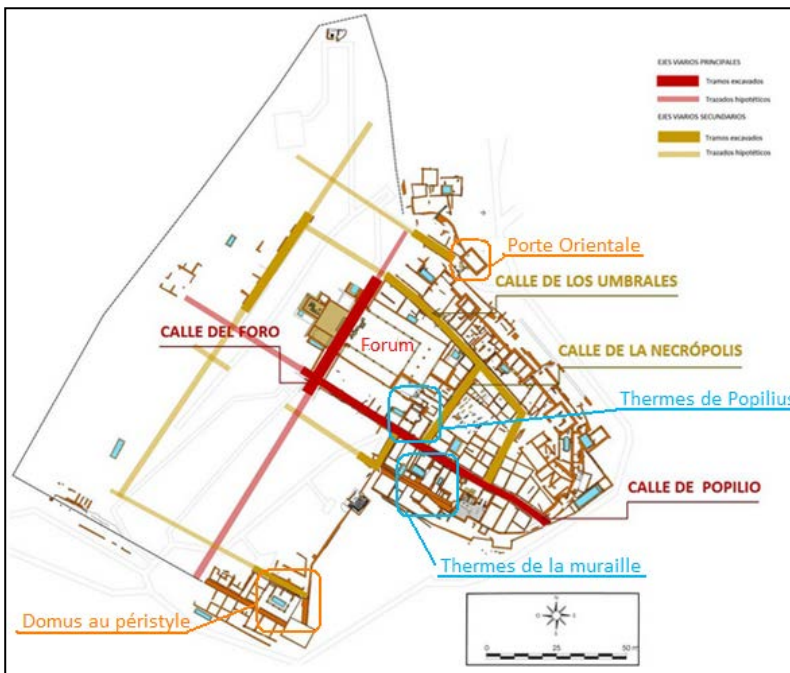 EJES VIARIOS PRINCIPALES
Tramos excavados
Trazados hipotéticos
EJES VIARIOS SECUNDARIOS
Tramos excavados
Trazados hipotéticos
Porte Orientale
CALLE DE LOS UMBRALES
CALLE DEL FORO
Forum
CALLE DE LA NECRÓPOLIS
Thermes de Popilius
CALLE DE POPILIO
Thermes de la muraille
Domus au péristyle
N
O E
S
0 25 50 m